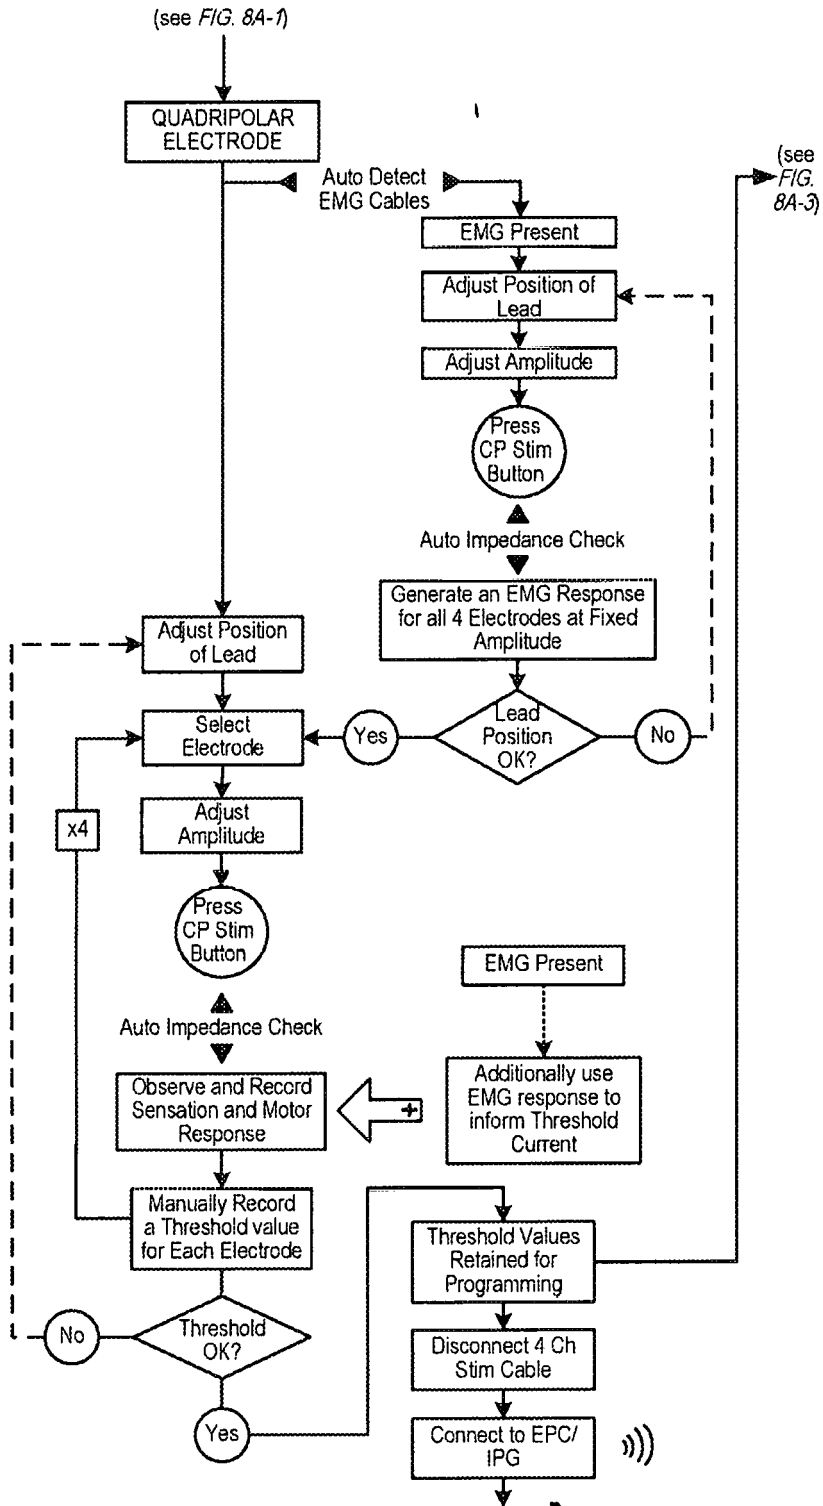 (see FIG. 8A-1)
QUADRIPOLAR
ELECTRODE
Auto Detect
EMG Cables
(see
FIG.
8A-3)
EMG Present
Adjust Position of
Lead
Adjust Amplitude
Press
CP Stim
Button
Auto Impedance Check
Generate an EMG Response
for all 4 Electrodes at Fixed
Amplitude
Adjust Position
of Lead
Select
Electrode
Yes
Lead
Position
OK?
No
x4
Adjust
Amplitude
Press
CP Stim
Button
EMG Present
Auto Impedance Check
Observe and Record
Sensation and Motor
Response
+
Additionally use
EMG response to
inform Threshold
Current
Manually Record
a Threshold value
for Each Electrode
Threshold Values
Retained for
Programming
No
Threshold
OK?
Disconnect 4 Ch
Stim Cable
Yes
Connect to EPC/
IPG